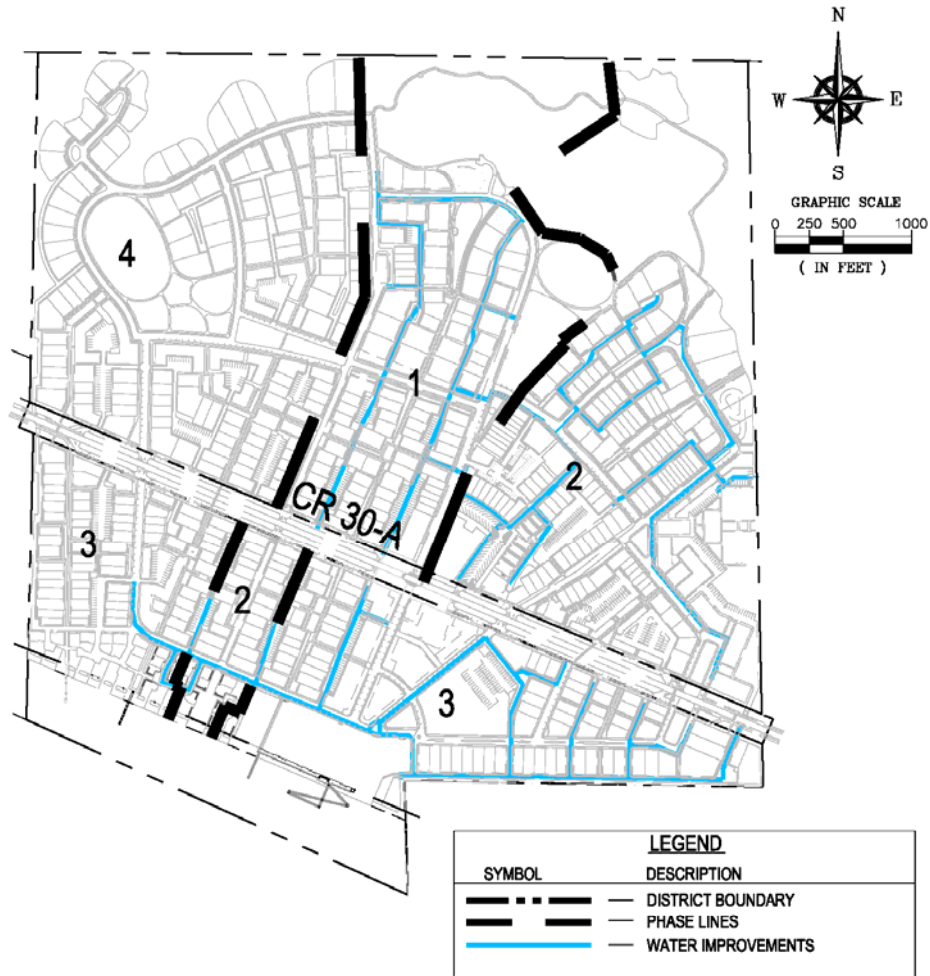 N
W E
S
GRAPHIC SCALE
0 250 500 1000
( IN FEET )
4
1
2
CR 30-A
3
2
3
LEGEND
SYMBOL DESCRIPTION
DISTRICT BOUNDARY
PHASE LINES
WATER IMPROVEMENTS